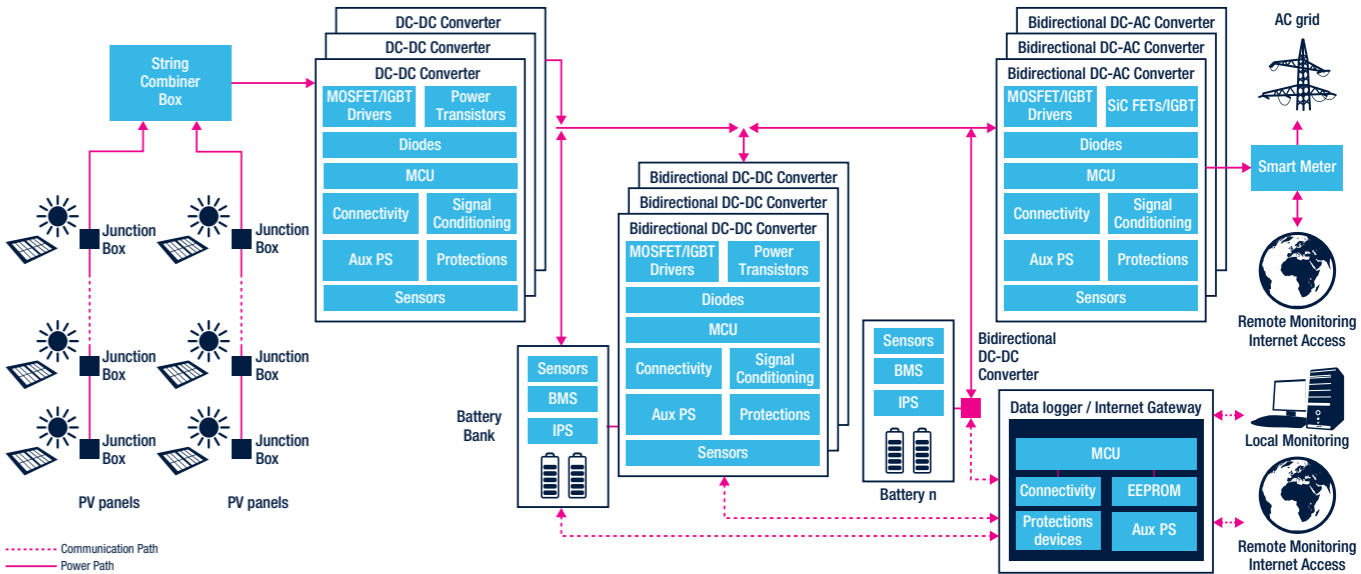 String
Combiner
Box
DC-DC Converter
DC-DC Converter
DC-DC Converter
MOSFET/IGBT
Drivers
Power
Transistors
Diodes
MCU
Connectivity
Signal
Conditioning
Aux PS
Protections
Sensors
Junction
Box
Junction
Box
Junction
Box
Junction
Box
Junction
Box
Junction
Box
PV panels
PV panels
Communication Path
Power Path
Battery
Bank
Sensors
BMS
IPS
Bidirectional DC-DC Converter
Bidirectional DC-DC Converter
Bidirectional DC-DC Converter
MOSFET/IGBT
Drivers
Power
Transistors
Diodes
MCU
Connectivity
Signal
Conditioning
Aux PS
Protections
Sensors
Sensors
BMS
IPS
Battery n
Bidirectional
DC-DC
Converter
Bidirectional DC-AC Converter
Bidirectional DC-AC Converter
Bidirectional DC-AC Converter
MOSFET/IGBT
Drivers
SiC FETs/IGBT
Diodes
MCU
Connectivity
Signal
Conditioning
Aux PS
Protections
Sensors
AC grid
Smart Meter
Remote Monitoring
Internet Access
Data logger / Internet Gateway
MCU
Connectivity
EEPROM
Protections
devices
Aux PS
Local Monitoring
Remote Monitoring
Internet Access